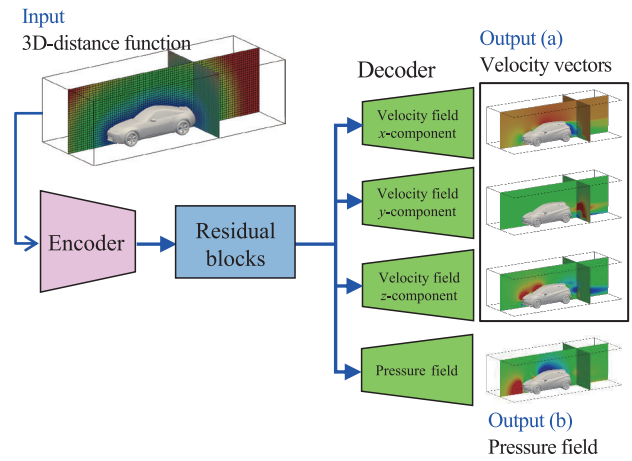 Input
3D-distance function
Encoder
Residual
blocks
Decoder
Velocity field
x-component
Velocity field
y-component
Velocity field
z-component
Pressure field
Output (a)
Velocity vectors
Output (b)
Pressure field